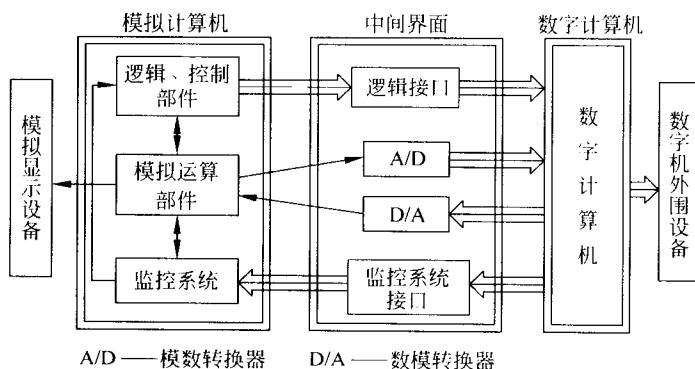 模拟计算机
中间界面
数字计算机
模拟显示设备
逻辑、控制
部件
模拟运算
部件
监控系统
逻辑接口
A/D
D/A
监控系统
接口
数字计算机
数字机外围设备
A/D——模数转换器
D/A——数模转换器